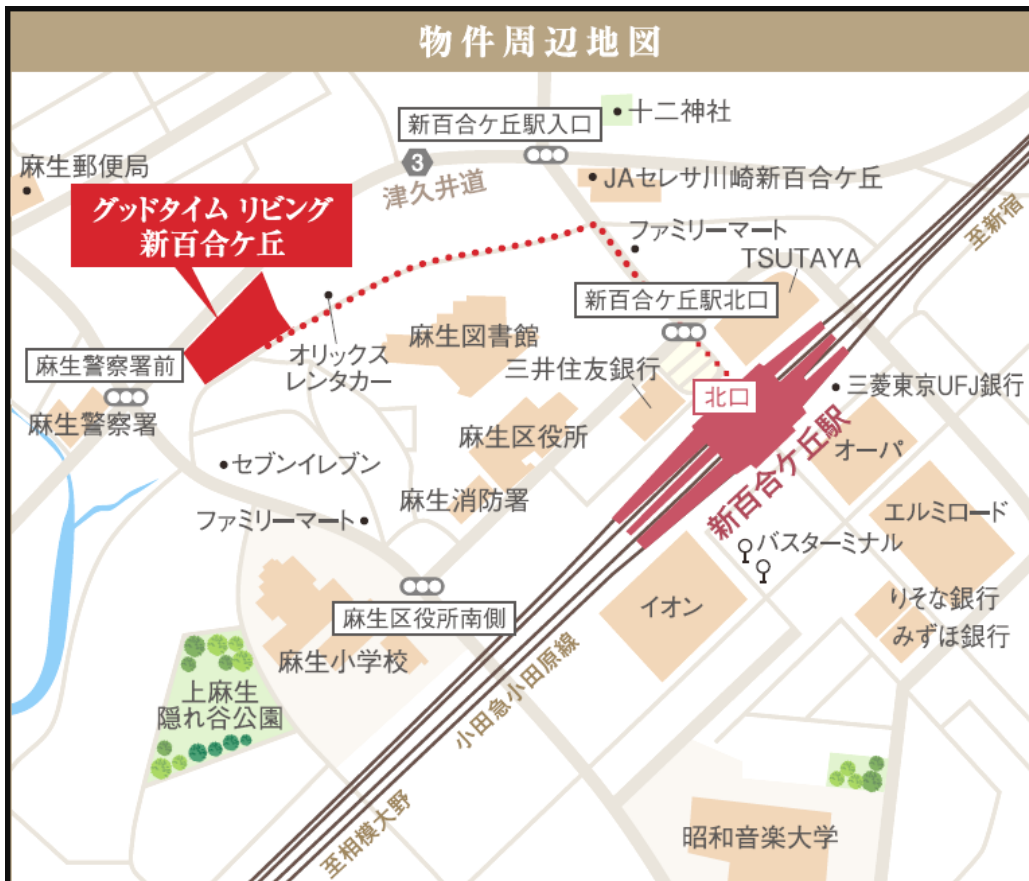 物件周辺地図
十二神社
新百合ケ丘駅入口
麻生郵便局
3
津久井道
JAセレサ川崎新百合ケ丘
グッドタイム リビング
新百合ケ丘
至新宿
ファミリーマート
TSUTAYA
新百合ケ丘駅北口
麻生図書館
オリックス
レンタカー
麻生警察署前
三井住友銀行
北口
三菱東京UFJ銀行
麻生警察署
麻生区役所
オーパ
セブンイレブン
新百合ケ丘駅
麻生消防署
エルミロード
ファミリーマート
バスターミナル
イオン
りそな銀行
みずほ銀行
麻生区役所南側
麻生小学校
上麻生
隠れ谷公園
小田急小田原線
至相模大野
昭和音楽大学